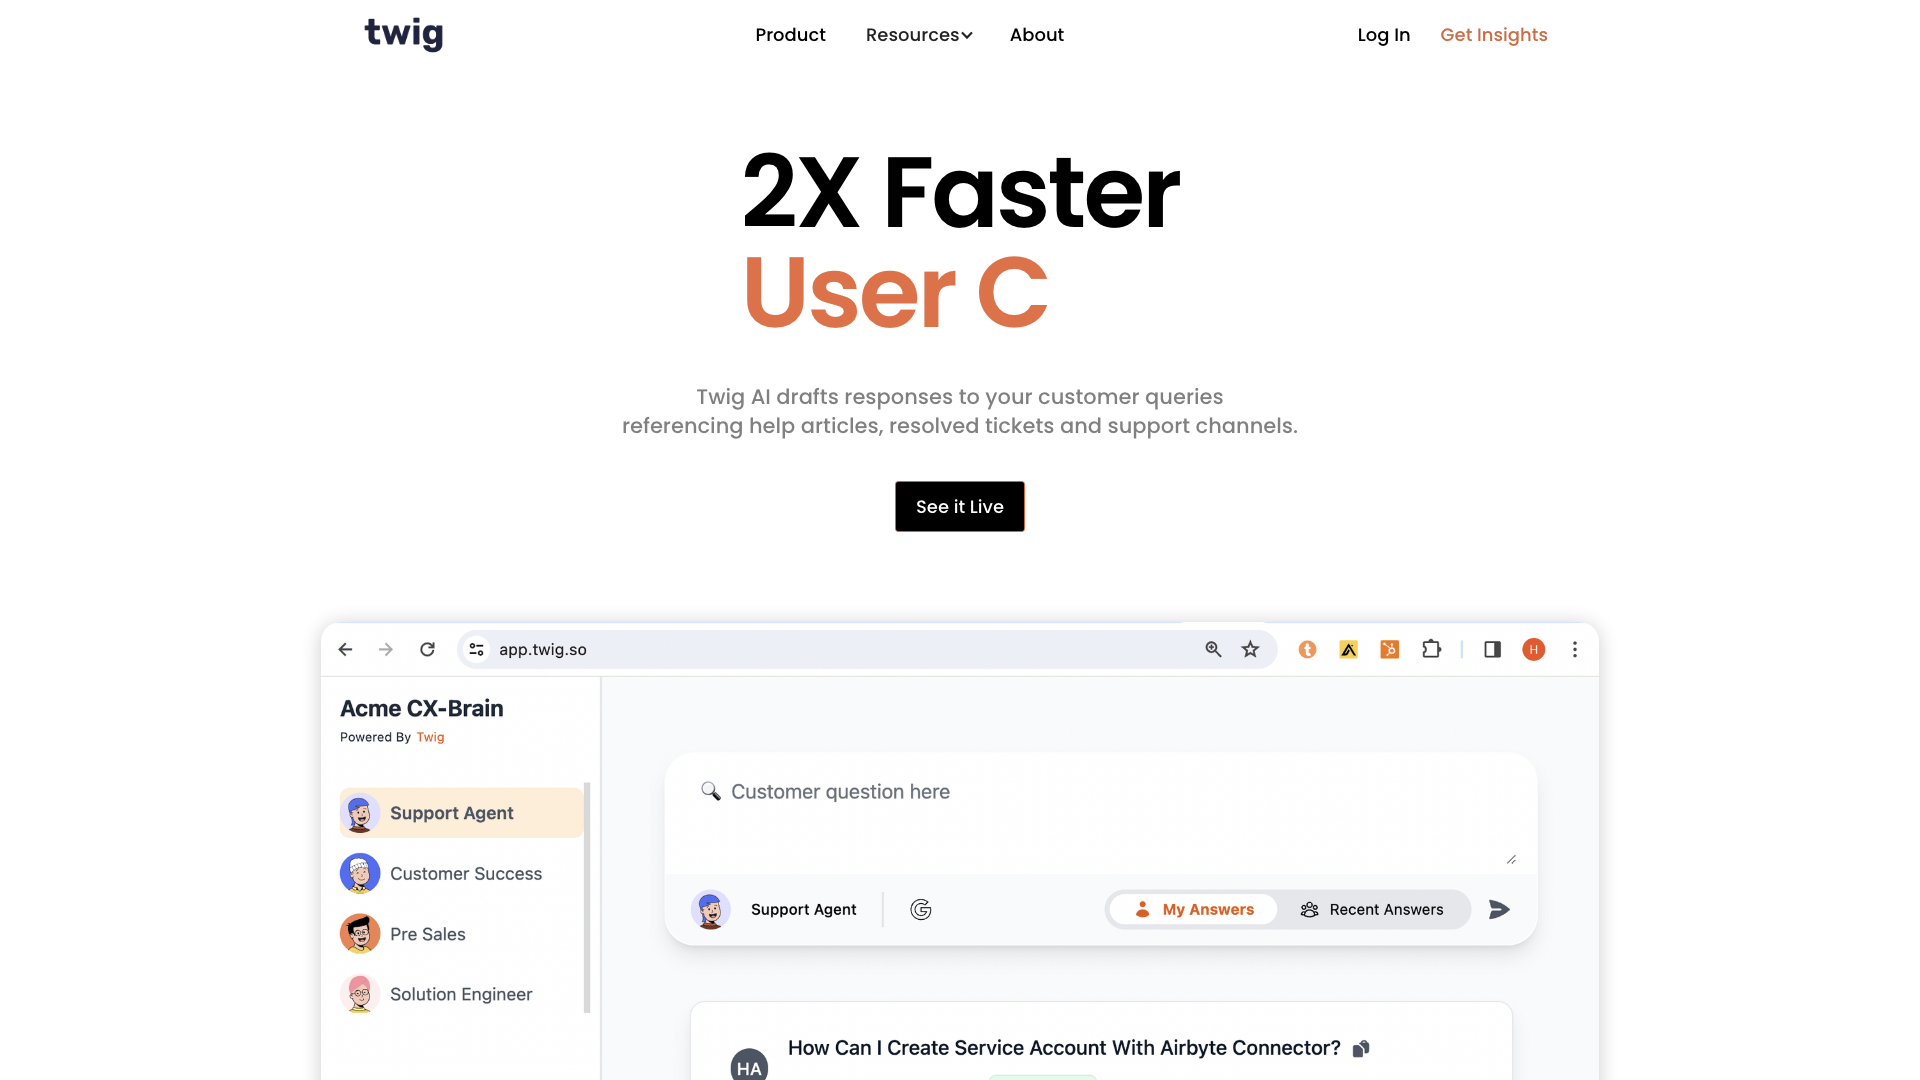 twig
Product
Resources
About
Log In
Get Insights
2X Faster
User C
Twig AI drafts responses to your customer queries
referencing help articles, resolved tickets and support channels.
See it Live
app.twig.so
H
Acme CX-Brain
Powered By Twig
Support Agent
Customer Success
Pre Sales
Solution Engineer
Customer question here
Support Agent
My Answers
Recent Answers
HA
How Can I Create Service Account With Airbyte Connector?